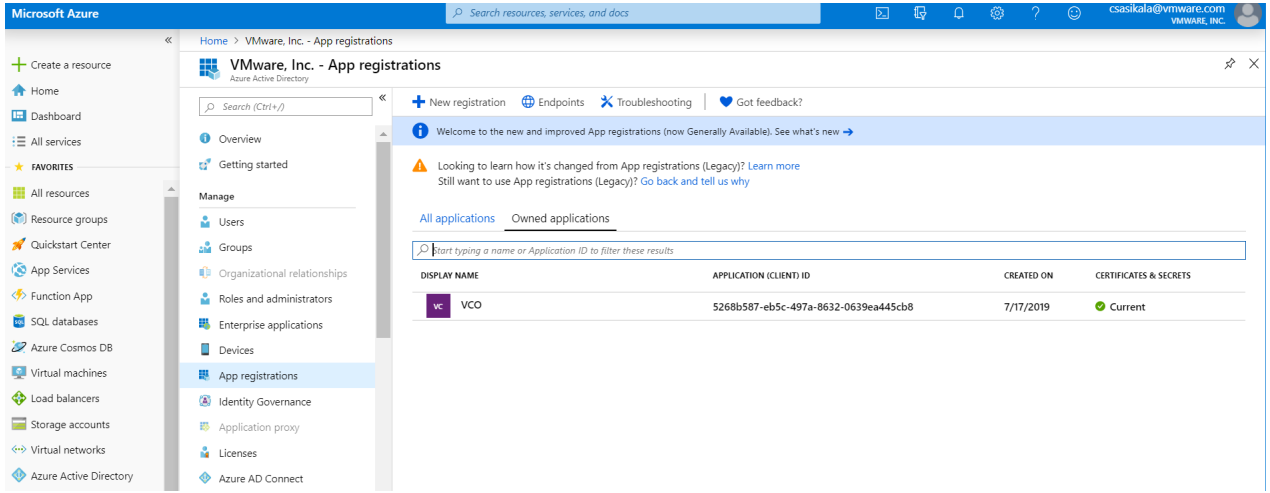 Microsoft Azure
Search resources, services, and docs
csasikala@vmware.com
VMWARE, INC.
Create a resource
Home
Dashboard
All services
FAVORITES
All resources
Resource groups
Quickstart Center
App Services
Function App
SQL databases
Azure Cosmos DB
Virtual machines
Load balancers
Storage accounts
Virtual networks
Azure Active Directory
Home > VMware, Inc. - App registrations
VMware, Inc. - App registrations
Azure Active Directory
Search (Ctrl+/)
Overview
Getting started
Manage
Users
Groups
Organizational relationships
Roles and administrators
Enterprise applications
Devices
App registrations
Identity Governance
Application proxy
Licenses
Azure AD Connect
New registration Endpoints Troubleshooting Got feedback?
Welcome to the new and improved App registrations (now Generally Available). See what's new →
Looking to learn how it's changed from App registrations (Legacy)? Learn more
Still want to use App registrations (Legacy)? Go back and tell us why
All applications Owned applications
Start typing a name or Application ID to filter these results
DISPLAY NAME APPLICATION (CLIENT) ID CREATED ON CERTIFICATES & SECRETS
VC VCO 5268b587-eb5c-497a-8632-0639ea445cb8 7/17/2019 Current